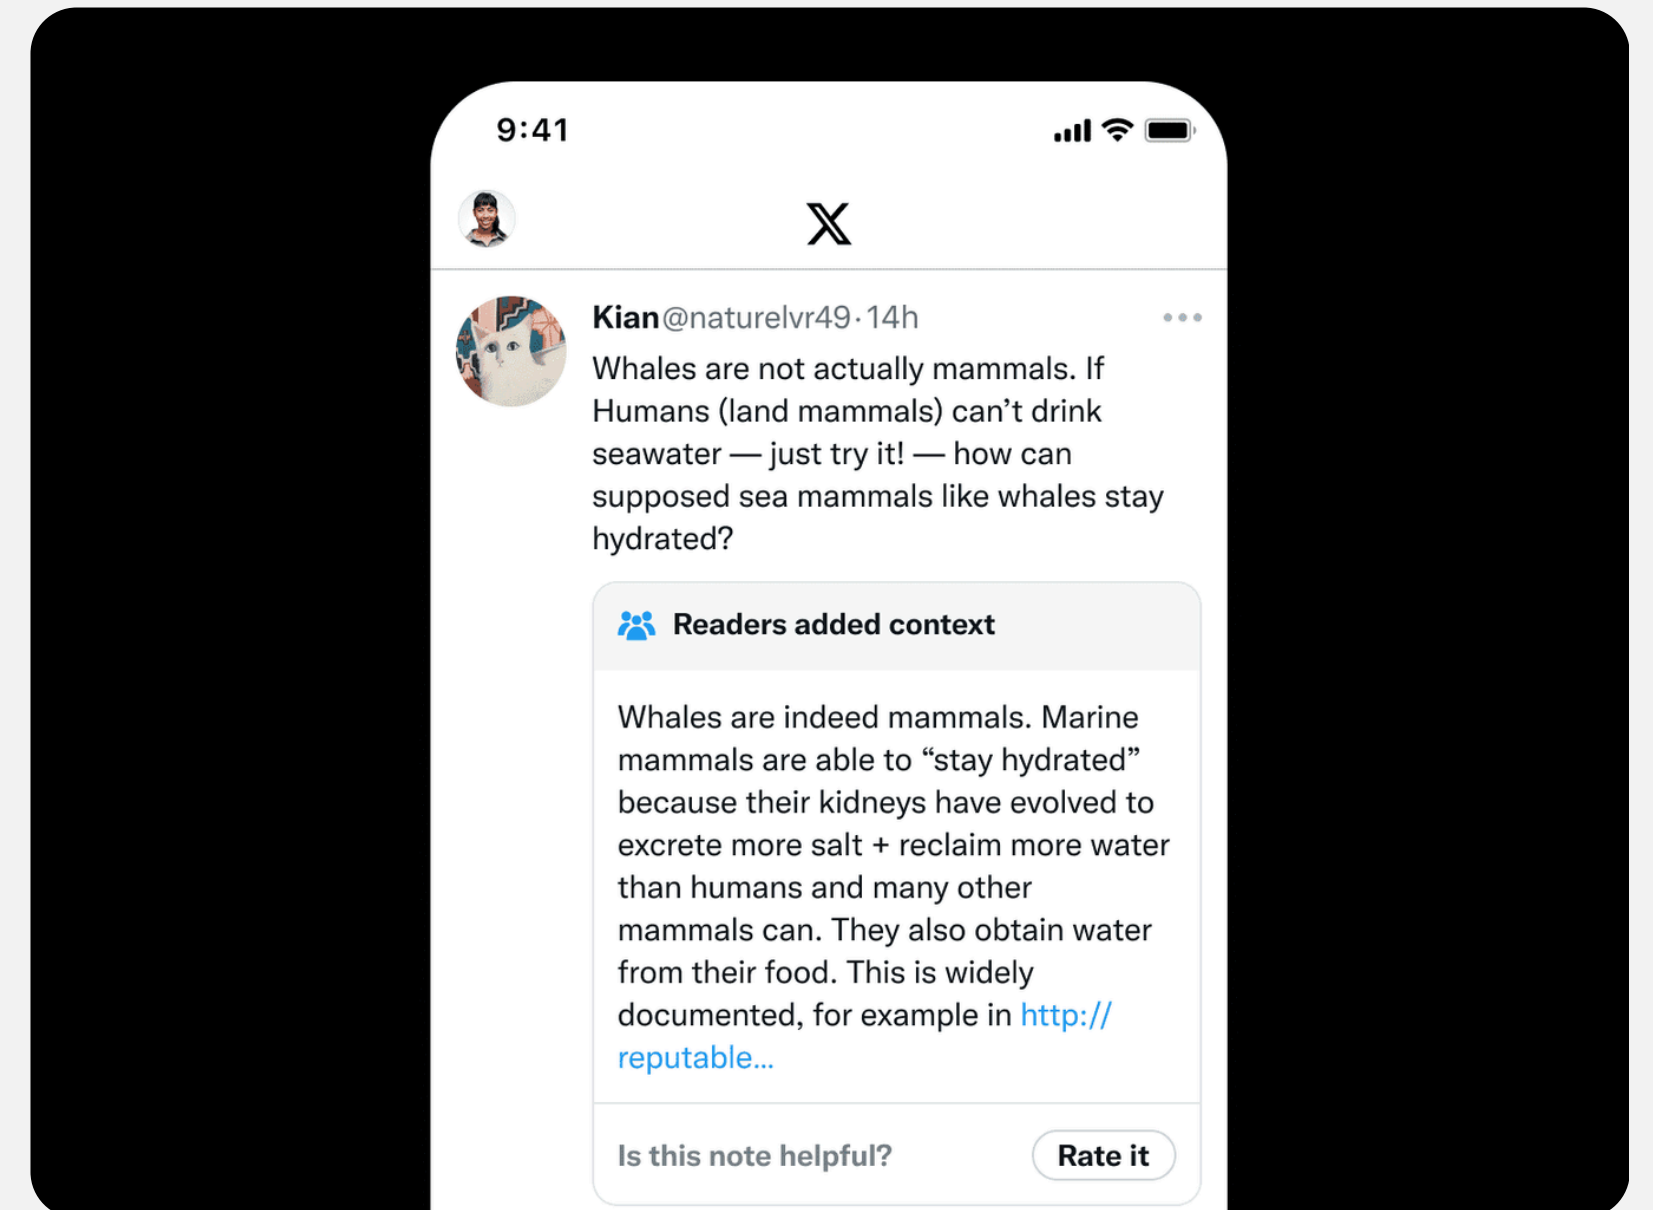 9:41
X
Kian @naturelvr49 · 14h
Whales are not actually mammals. If
Humans (land mammals) can’t drink
seawater — just try it! — how can
supposed sea mammals like whales stay
hydrated?
Readers added context
Whales are indeed mammals. Marine
mammals are able to “stay hydrated”
because their kidneys have evolved to
excrete more salt + reclaim more water
than humans and many other
mammals can. They also obtain water
from their food. This is widely
documented, for example in http://
reputable...
Is this note helpful?
Rate it